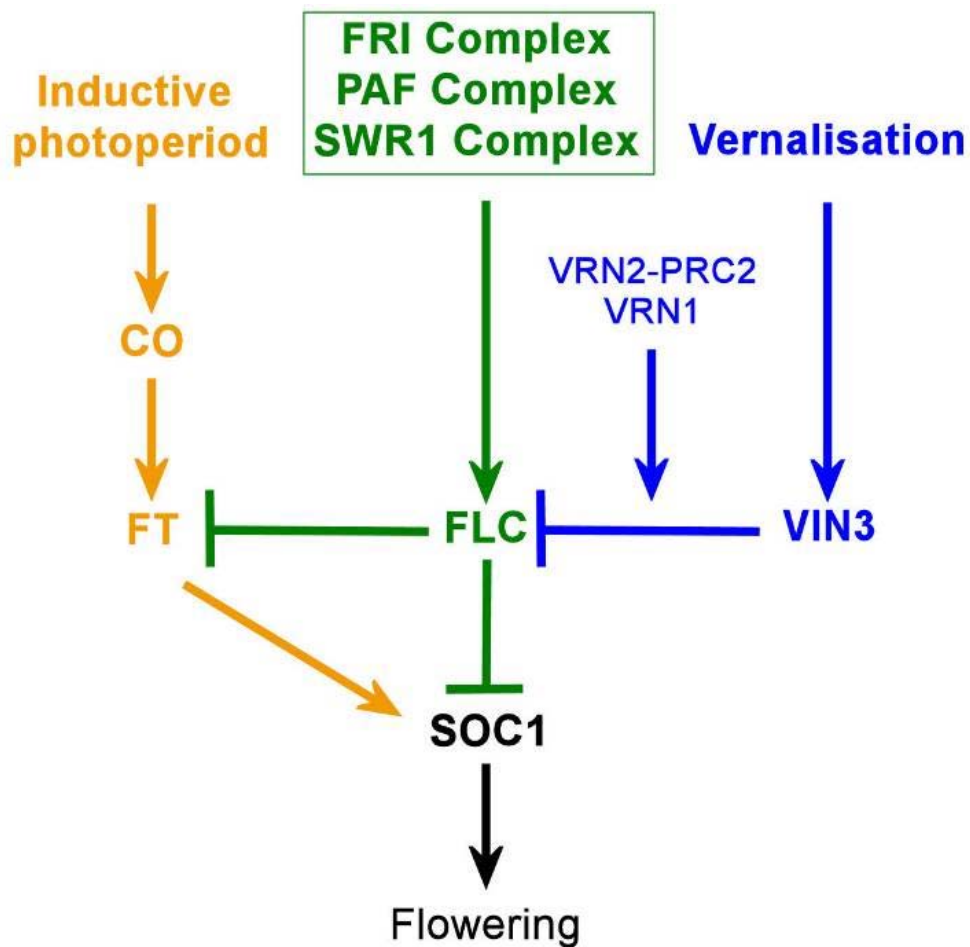 Inductive
photoperiod
FRI Complex
PAF Complex
SWR1 Complex
Vernalisation
VRN2-PRC2
VRN1
CO
FT
FLC
VIN3
SOC1
Flowering